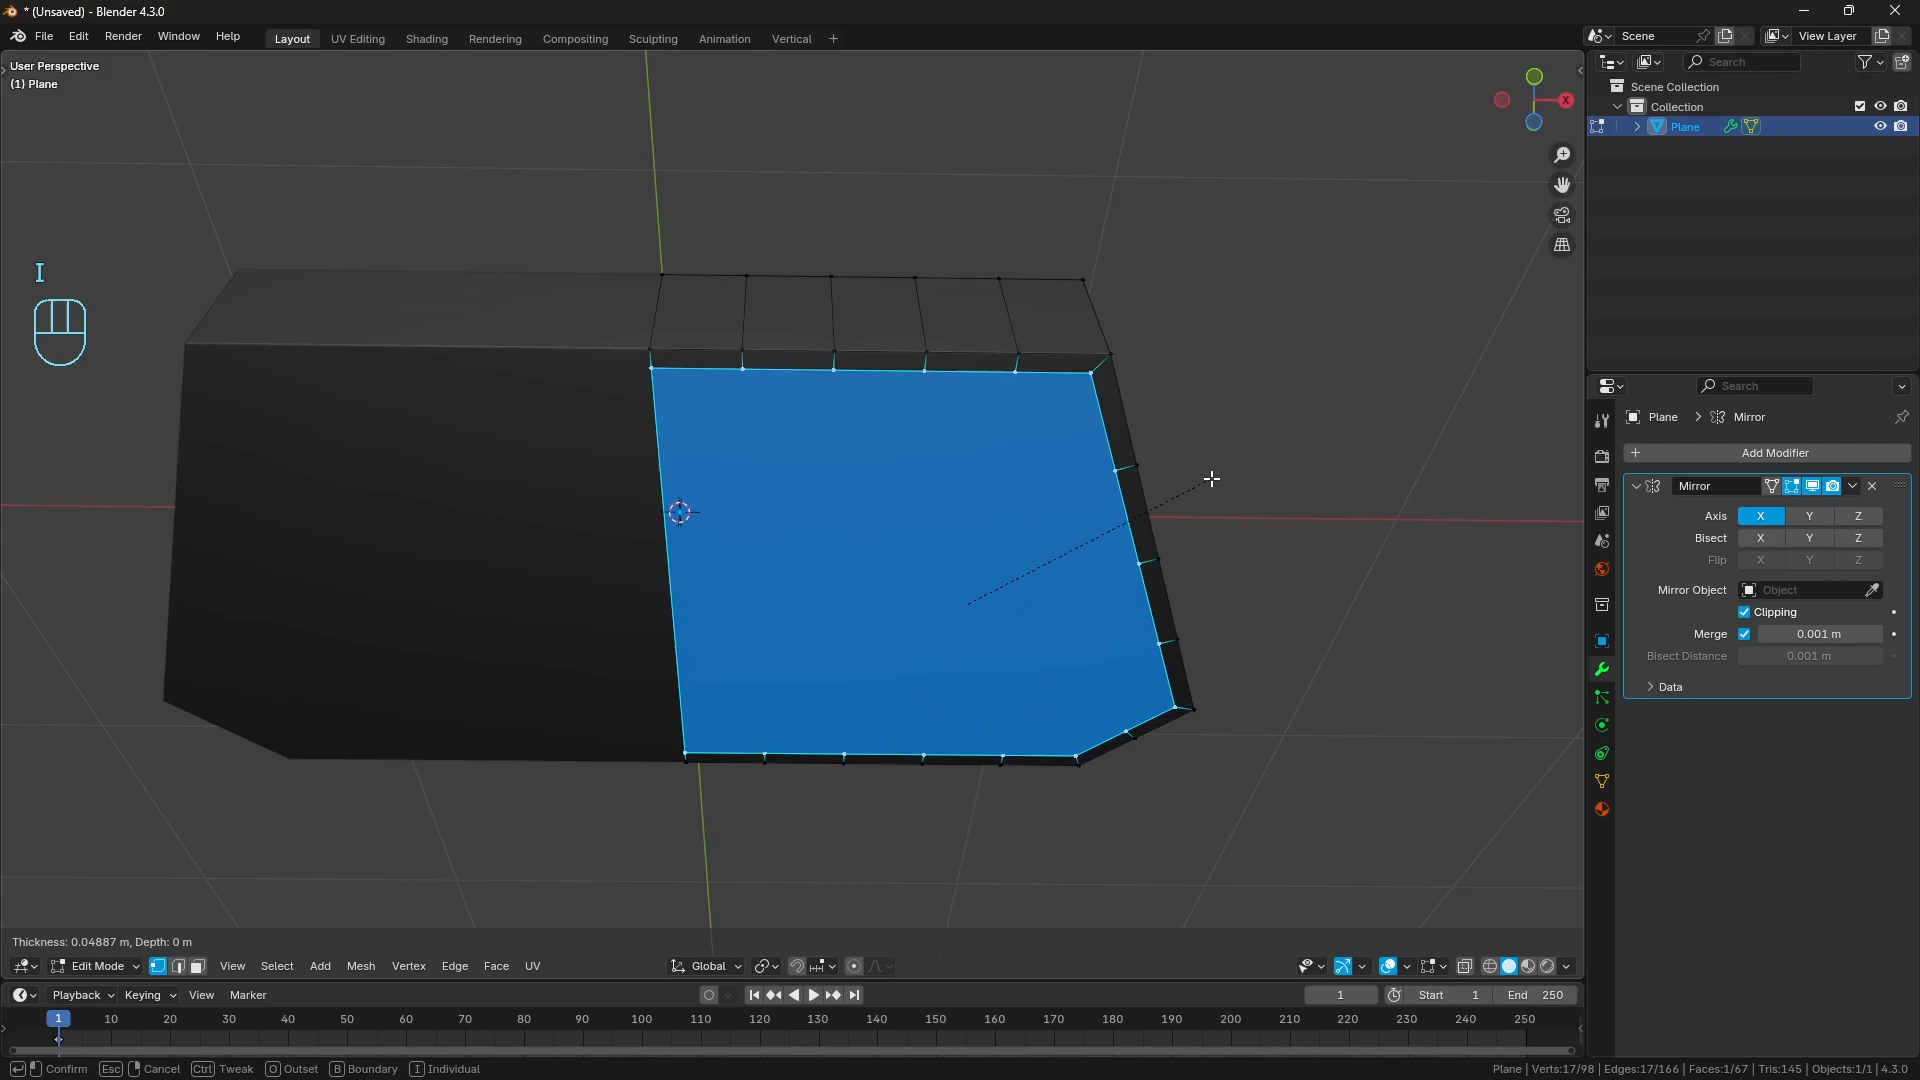 * (Unsaved) - Blender 4.3.0
File Edit Render Window Help Layout UV Editing Shading Modeling Rendering Compositing Sculpting Animation Vertical +
Scene View Layer
User Perspective
(1) Plane
X
Search
Scene Collection
Collection
Plane
I
Search
Plane > Mirror
+ Add Modifier
Mirror
Axis X Y Z
Bisect X Y Z
Flip X Y Z
Mirror Object Object
Clipping
Merge 0.001 m
Bisect Distance 0.001 m
> Data
Thickness: 0.04887 m, Depth: 0 m
Edit Mode View Select Add Mesh Vertex Edge Face UV Global
Playback Keying View Marker 1 Start 1 End 250
1 10 20 30 40 50 60 70 80 90 100 110 120 130 140 150 160 170 180 190 200 210 220 230 240 250
Confirm Esc Cancel Ctrl Tweak O Outset B Boundary I Individual
Plane | Verts:17/98 | Edges:17/166 | Faces:1/67 | Tris:145 | Objects:1/1 | 4.3.0